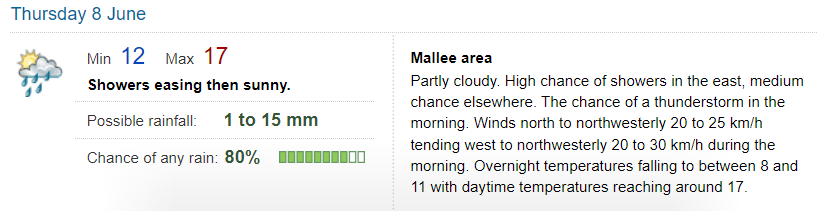 Thursday 8 June
Min 12 Max 17
Showers easing then sunny.
Possible rainfall: 1 to 15 mm
Chance of any rain: 80%
Mallee area
Partly cloudy. High chance of showers in the east, medium
chance elsewhere. The chance of a thunderstorm in the
morning. Winds north to northwesterly 20 to 25 km/h
tending west to northwesterly 20 to 30 km/h during the
morning. Overnight temperatures falling to between 8 and
11 with daytime temperatures reaching around 17.